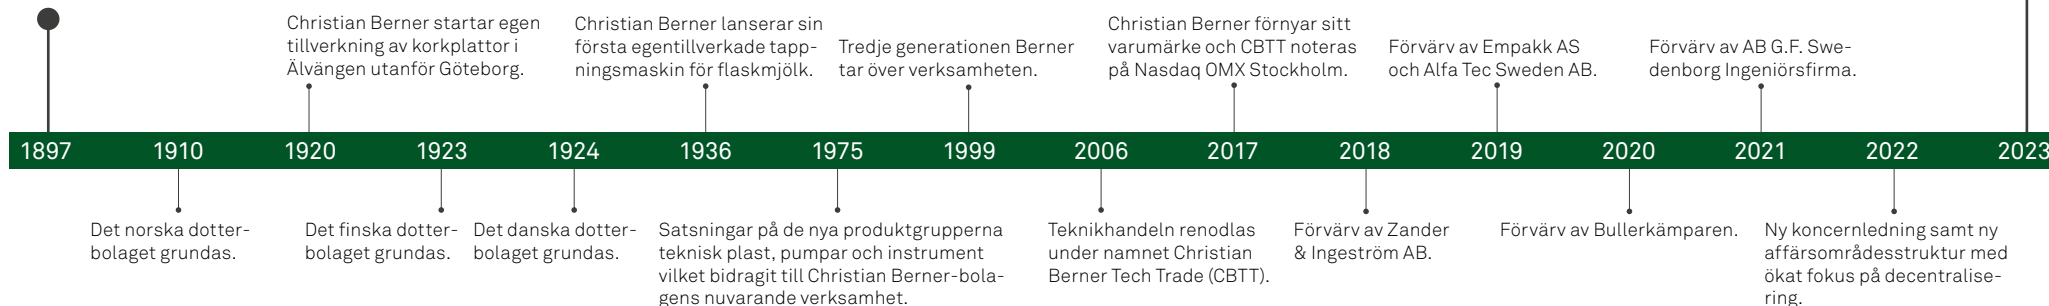 Christian Berner startar egen
tillverkning av korkplattor i
Älvängen utanför Göteborg.
Christian Berner lanserar sin
första egentillverkade tapp-
ningsmaskin för flaskmjölk.
Tredje generationen Berner
tar över verksamheten.
Christian Berner förnyar sitt
varumärke och CBTT noteras
på Nasdaq OMX Stockholm.
Förvärv av Empakk AS
och Alfa Tec Sweden AB.
Förvärv av AB G.F. Swe-
denborg Ingeniörsfirma.
1897 1910 1920 1923 1924 1936 1975 1999 2006 2017 2018 2019 2020 2021 2022 2023
Det norska dotter-
bolaget grundas.
Det finska dotter-
bolaget grundas.
Det danska dotter-
bolaget grundas.
Satsningar på de nya produktgrupperna
teknisk plast, pumpar och instrument
vilket bidragit till Christian Berner-bola-
gens nuvarande verksamhet.
Teknikhandeln renodlas
under namnet Christian
Berner Tech Trade (CBTT).
Förvärv av Zander
& Ingeström AB.
Förvärv av Bullerkämparen.
Ny koncernledning samt ny
affärsområdesstruktur med
ökat fokus på decentralise-
ring.